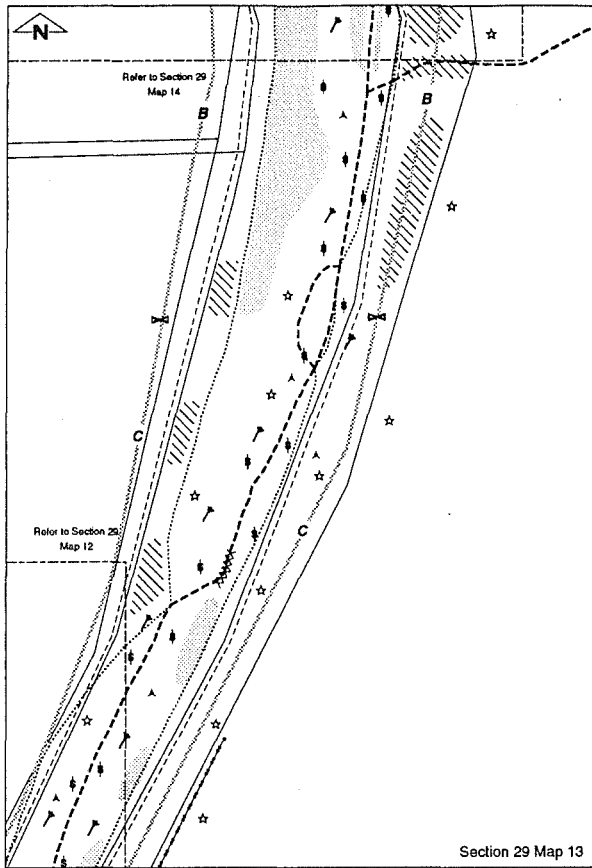 N
Refer to Section 29
Map 14
B
B
C
Refer to Section 29
Map 12
C
Section 29 Map 13